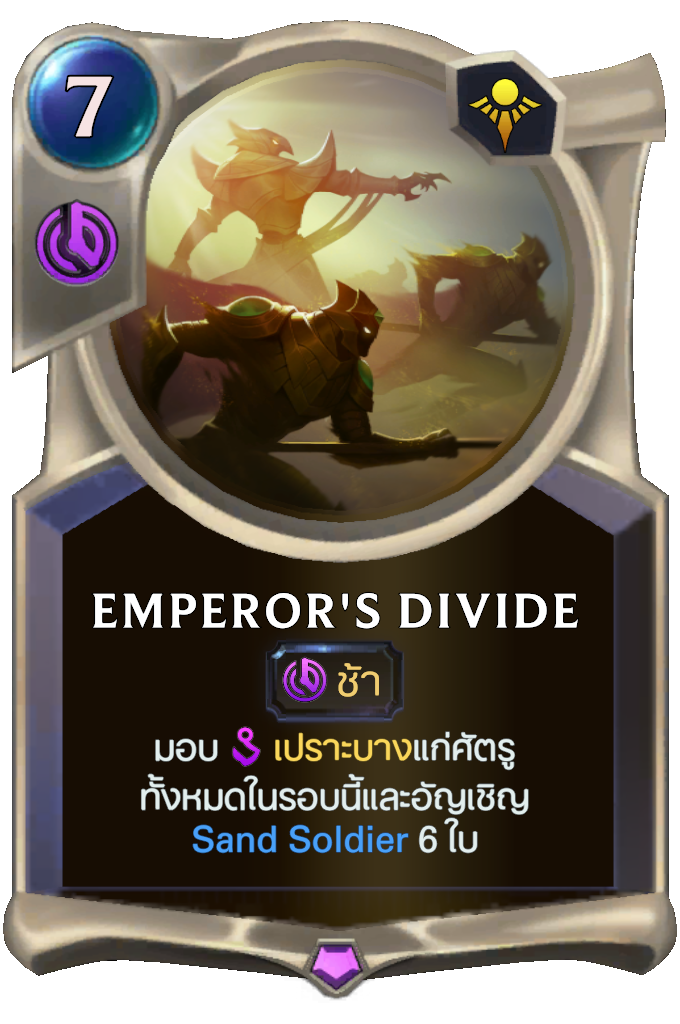 7
EMPEROR'S DIVIDE
ช้า
มอบ เปราะบางแก่ศัตรู
ทั้งหมดในรอบนี้และอัญเชิญ
Sand Soldier 6 ใบ